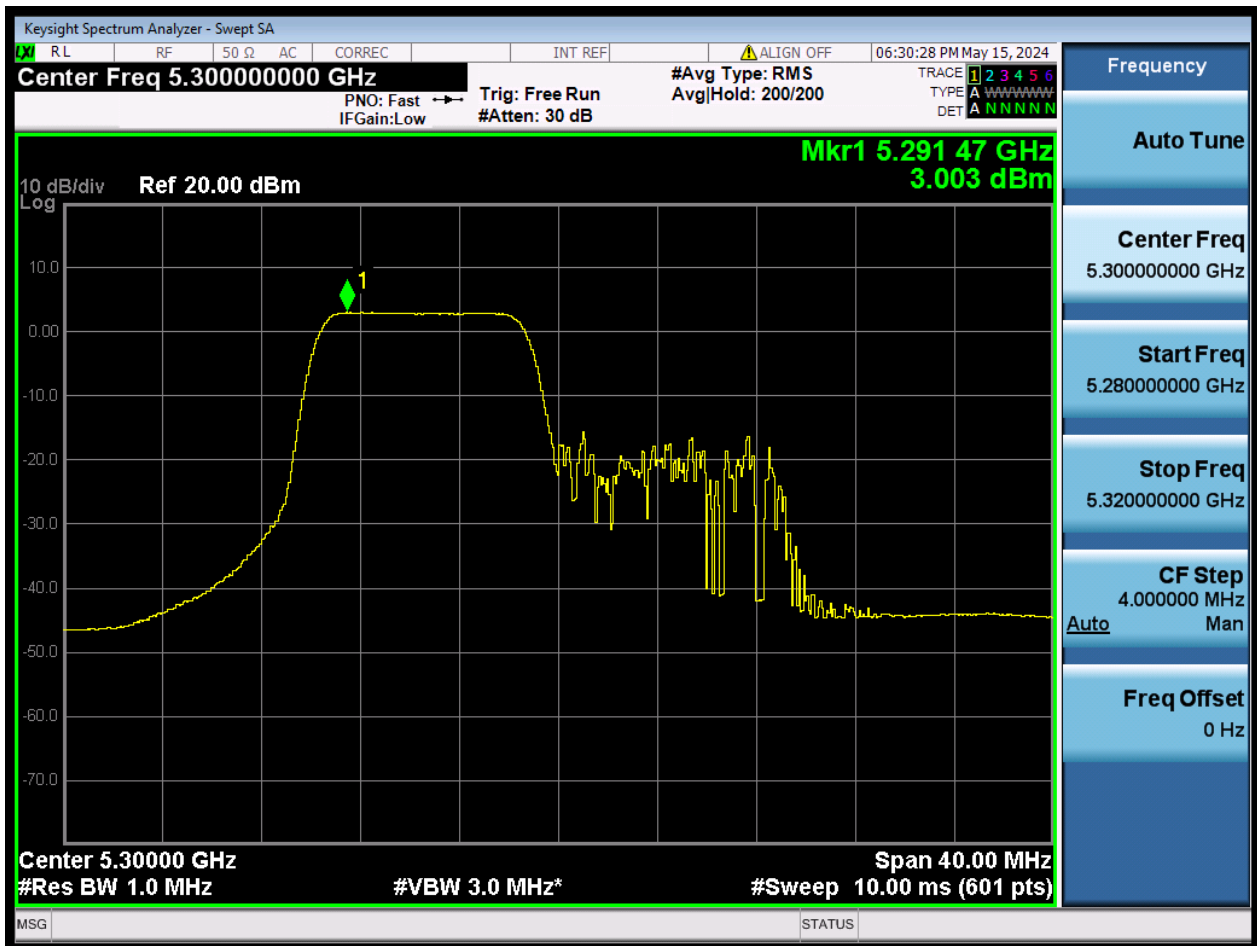 Keysight Spectrum Analyzer - Swept SA
LXI RL RF 50 Ω AC CORREC INT REF ALIGN OFF 06:30:28 PM May 15, 2024
Center Freq 5.300000000 GHz
PNO: Fast
IFGain:Low
Trig: Free Run
#Atten: 30 dB
#Avg Type: RMS
Avg|Hold: 200/200
TRACE 1 2 3 4 5 6
TYPE A WWWWW
DET A N N N N N
Mkr1 5.291 47 GHz
3.003 dBm
10 dB/div Ref 20.00 dBm
Log
1
10.0
0.00
-10.0
-20.0
-30.0
-40.0
-50.0
-60.0
-70.0
Center 5.30000 GHz Span 40.00 MHz
#Res BW 1.0 MHz #VBW 3.0 MHz* #Sweep 10.00 ms (601 pts)
MSG STATUS
Frequency
Auto Tune
Center Freq
5.300000000 GHz
Start Freq
5.280000000 GHz
Stop Freq
5.320000000 GHz
CF Step
4.000000 MHz
Auto Man
Freq Offset
0 Hz